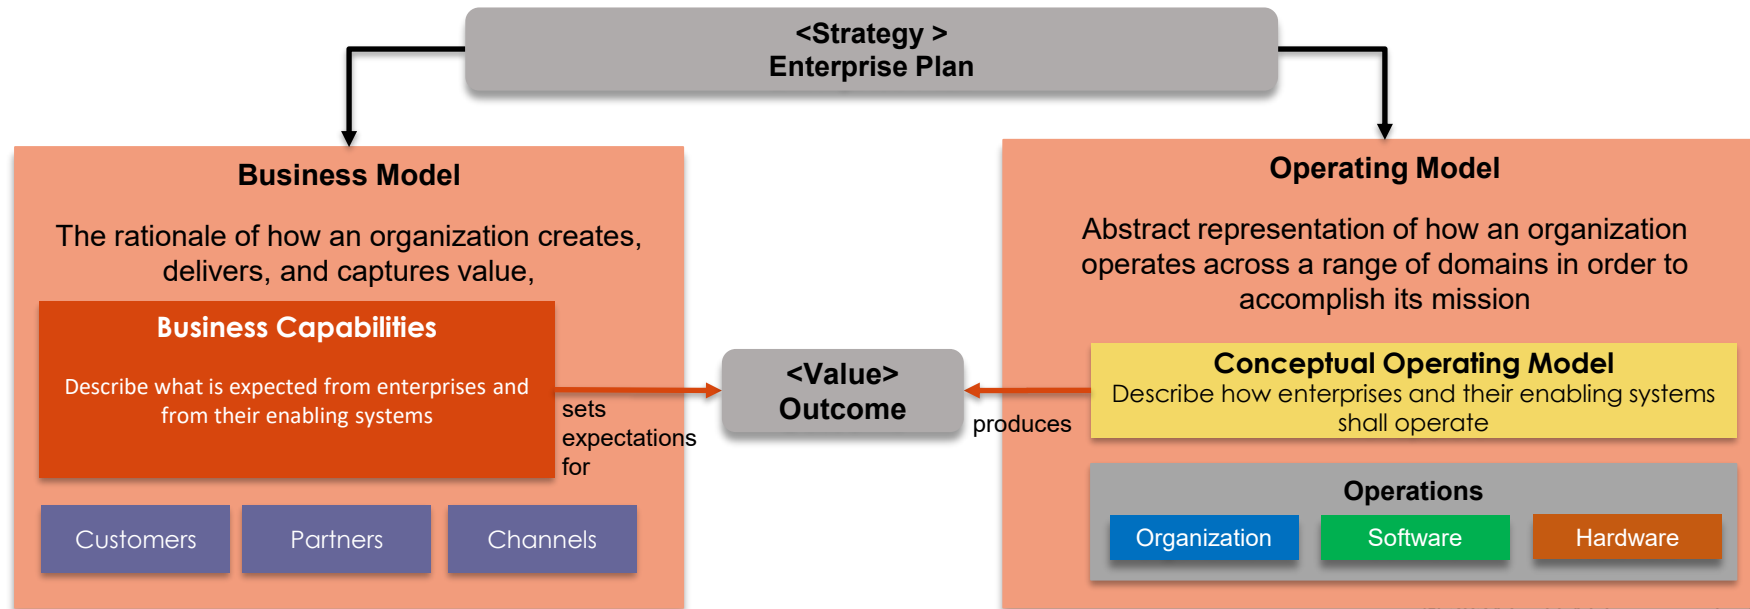 <Strategy >
Enterprise Plan
Business Model
The rationale of how an organization creates,
delivers, and captures value,
Business Capabilities
Describe what is expected from enterprises and
from their enabling systems
sets
expectations
for
Customers
Partners
Channels
<Value>
Outcome
produces
Operating Model
Abstract representation of how an organization
operates across a range of domains in order to
accomplish its mission
Conceptual Operating Model
Describe how enterprises and their enabling systems
shall operate
Operations
Organization
Software
Hardware